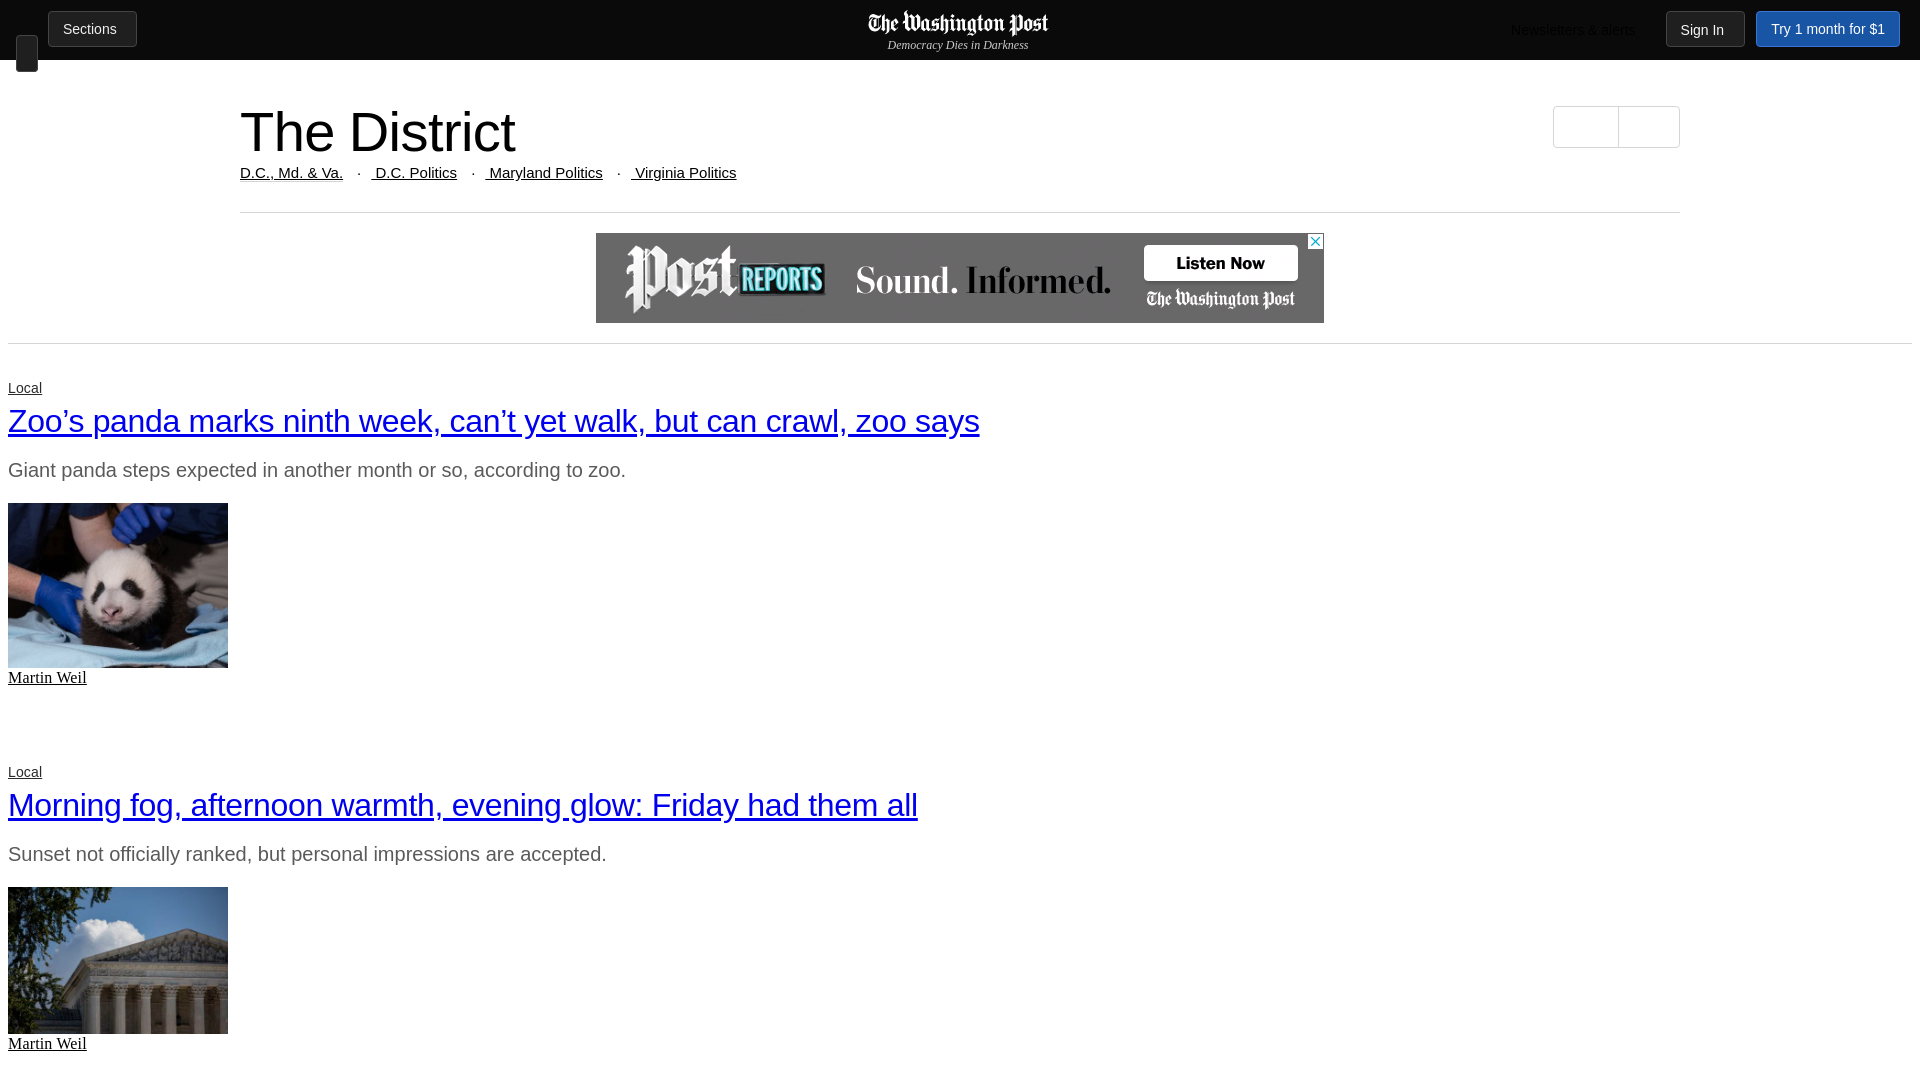 Sections
The Washington Post
Democracy Dies in Darkness
Newsletters & alerts
Sign In
Try 1 month for $1
The District
D.C., Md. & Va. · D.C. Politics · Maryland Politics · Virginia Politics
Post REPORTS
Sound. Informed.
Listen Now
The Washington Post
Local
Zoo’s panda marks ninth week, can’t yet walk, but can crawl, zoo says
Giant panda steps expected in another month or so, according to zoo.
Martin Weil
Local
Morning fog, afternoon warmth, evening glow: Friday had them all
Sunset not officially ranked, but personal impressions are accepted.
Martin Weil